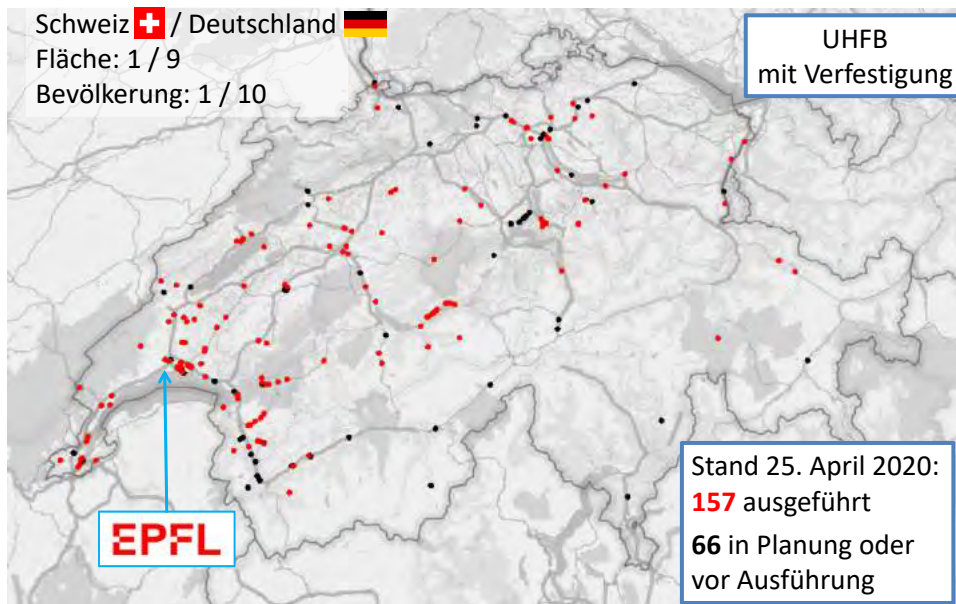 Schweiz / Deutschland
Fläche: 1 / 9
Bevölkerung: 1 / 10
UHFB
mit Verfestigung
EPFL
Stand 25. April 2020:
157 ausgeführt
66 in Planung oder
vor Ausführung